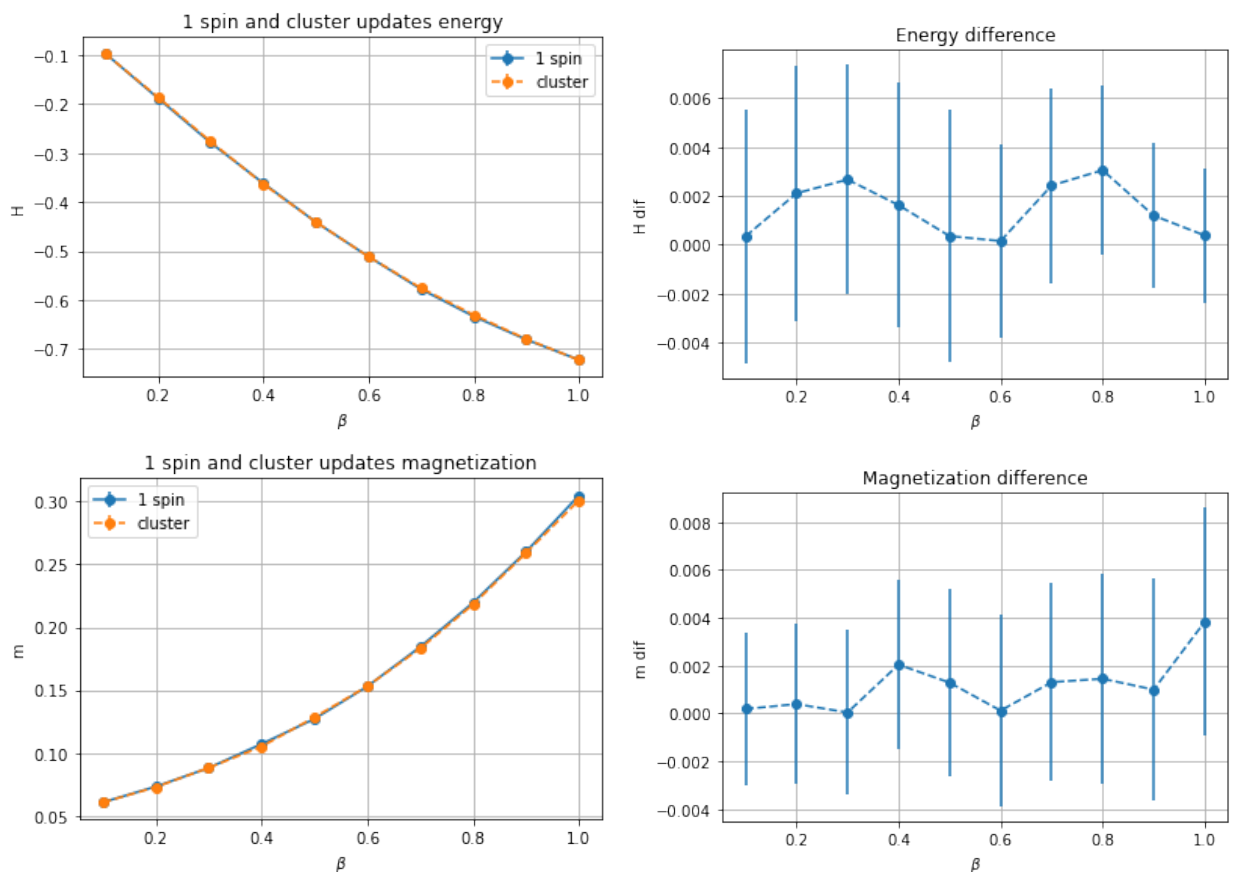 1 spin and cluster updates energy
−0.1
−0.2
−0.3
−0.4
−0.5
−0.6
−0.7
H
1 spin
cluster
0.2 0.4 0.6 0.8 1.0
β
Energy difference
0.006
0.004
0.002
0.000
−0.002
−0.004
H dif
0.2 0.4 0.6 0.8 1.0
β
1 spin and cluster updates magnetization
0.30
0.25
0.20
0.15
0.10
0.05
m
1 spin
cluster
0.2 0.4 0.6 0.8 1.0
β
Magnetization difference
0.008
0.006
0.004
0.002
0.000
−0.002
−0.004
m dif
0.2 0.4 0.6 0.8 1.0
β